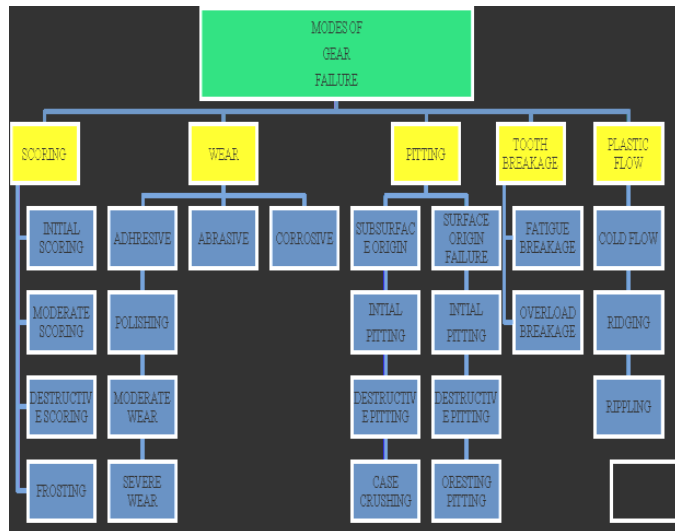 MODES OF
GEAR
FAILURE
SCORING
WEAR
PITTING
TOOTH
BREAKAGE
PLASTIC
FLOW
INITIAL
SCORING
ADHRESIVE
ABRASIVE
CORROSIVE
SUBSURFAC
E ORIGIN
SURFACE
ORIGIN
FAILURE
FATIGUE
BREAKAGE
COLD FLOW
MODERATE
SCORING
POLISHING
INTIAL
PITTING
INTIAL
PITTING
OVERLOAD
BREAKAGE
RIDGING
DESTRUCTIV
E SCORING
MODERATE
WEAR
DESTRUCTIV
E PITTING
DESTRUCTIV
E PITTING
RIPPLING
FROSTING
SEVERE
WEAR
CASE
CRUSHING
ORESTING
PITTING